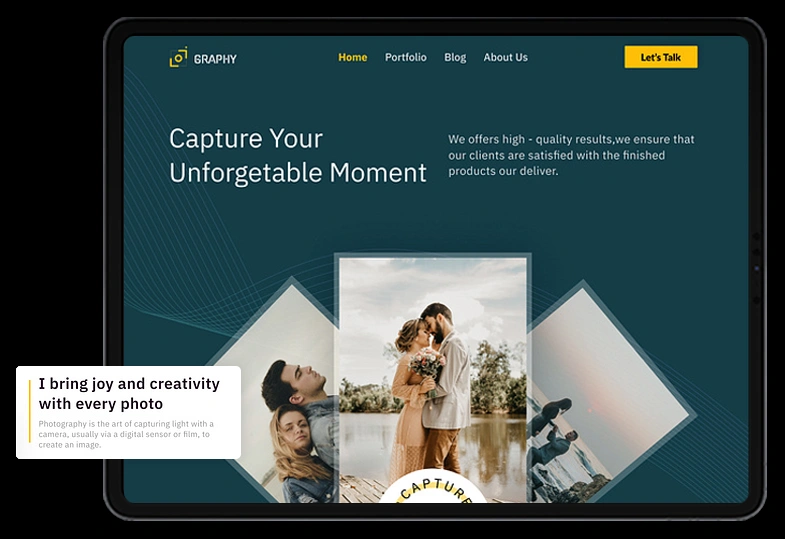 GRAPHY
Home Portfolio Blog About Us
Let's Talk
Capture Your
Unforgetable Moment
We offers high - quality results,we ensure that
our clients are satisfied with the finished
products our deliver.
I bring joy and creativity
with every photo
Photography is the art of capturing light with a
camera, usually via a digital sensor or film, to
create an image.
CAPTURE